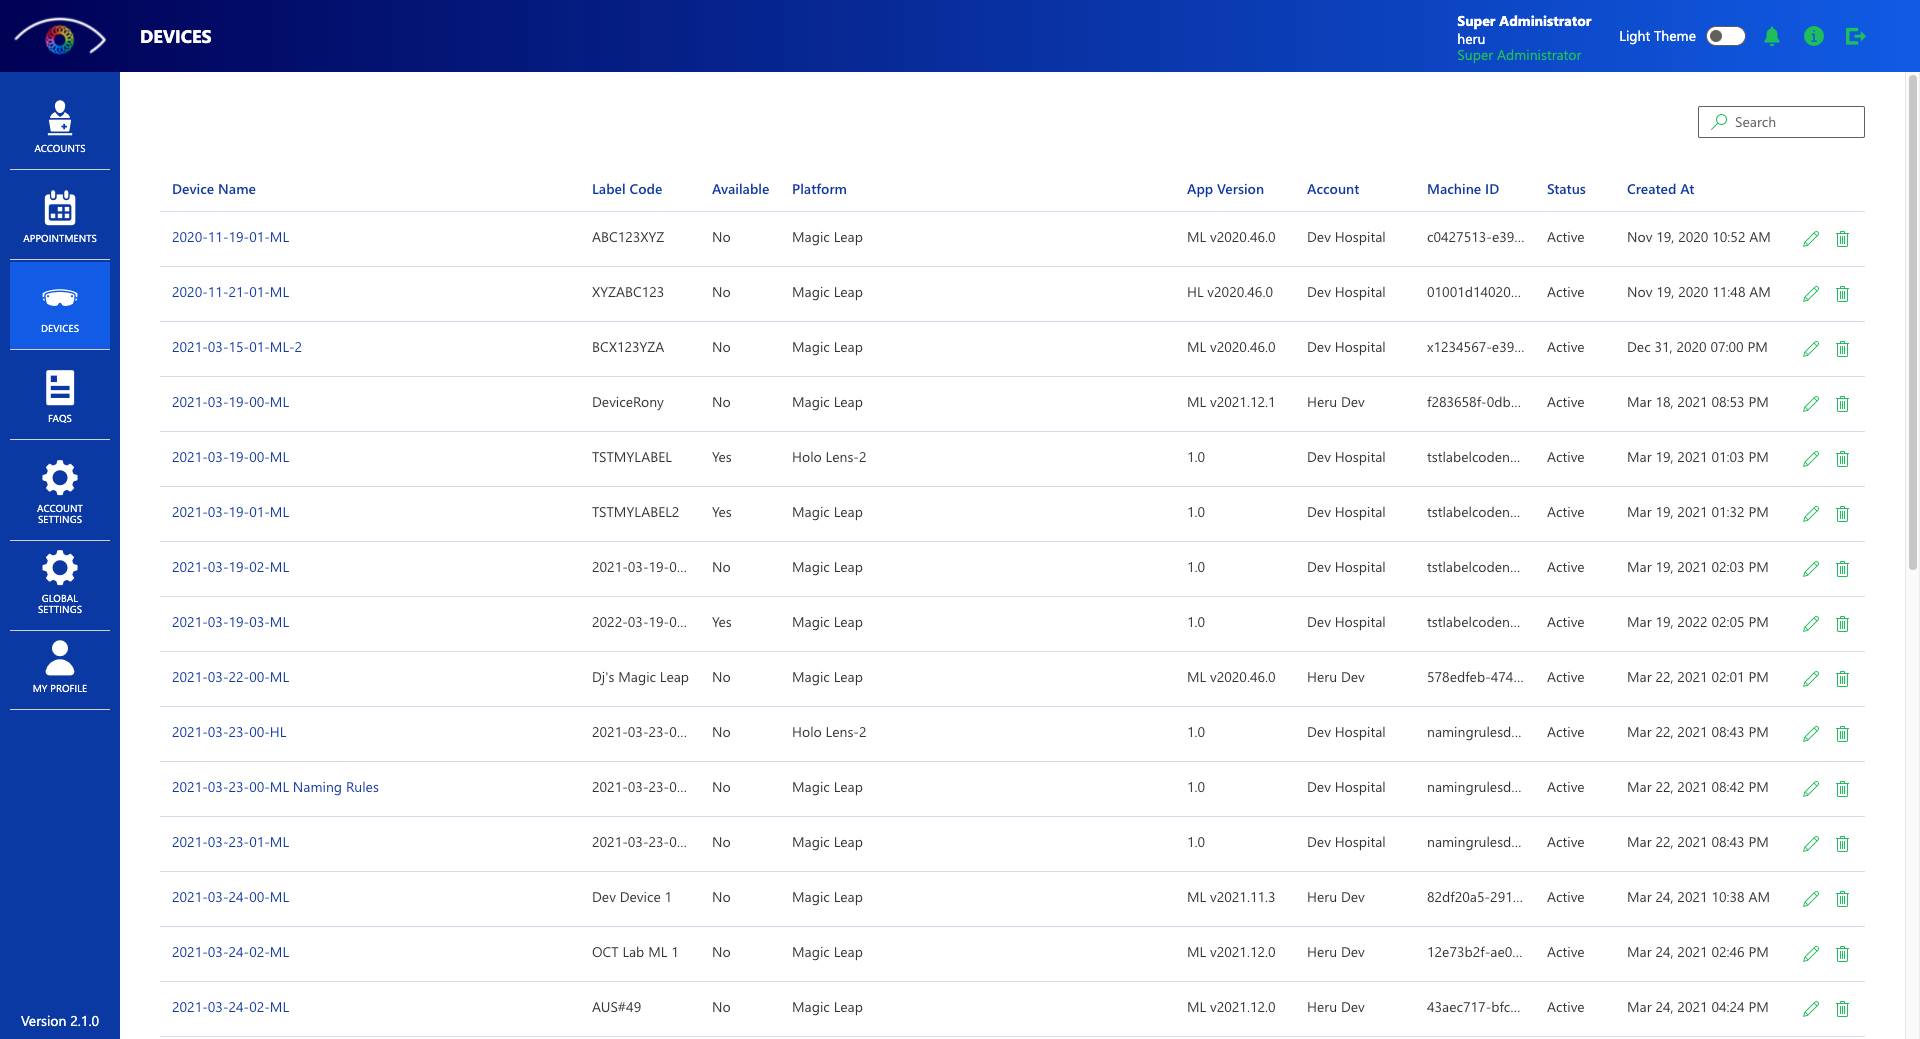 DEVICES
Super Administrator
heru
Super Administrator
Light Theme
ACCOUNTS
APPOINTMENTS
DEVICES
FAQS
ACCOUNT
SETTINGS
GLOBAL
SETTINGS
MY PROFILE
Version 2.1.0
Search
Device Name Label Code Available Platform App Version Account Machine ID Status Created At
2020-11-19-01-ML ABC123XYZ No Magic Leap ML v2020.46.0 Dev Hospital c0427513-e39... Active Nov 19, 2020 10:52 AM
2020-11-21-01-ML XYZABC123 No Magic Leap HL v2020.46.0 Dev Hospital 01001d14020... Active Nov 19, 2020 11:48 AM
2021-03-15-01-ML-2 BCX123YZA No Magic Leap ML v2020.46.0 Dev Hospital x1234567-e39... Active Dec 31, 2020 07:00 PM
2021-03-19-00-ML DeviceRony No Magic Leap ML v2021.12.1 Heru Dev f283658f-0db... Active Mar 18, 2021 08:53 PM
2021-03-19-00-ML TSTMYLABEL Yes Holo Lens-2 1.0 Dev Hospital tstlabelcoden... Active Mar 19, 2021 01:03 PM
2021-03-19-01-ML TSTMYLABEL2 Yes Magic Leap 1.0 Dev Hospital tstlabelcoden... Active Mar 19, 2021 01:32 PM
2021-03-19-02-ML 2021-03-19-0... No Magic Leap 1.0 Dev Hospital tstlabelcoden... Active Mar 19, 2021 02:03 PM
2021-03-19-03-ML 2022-03-19-0... Yes Magic Leap 1.0 Dev Hospital tstlabelcoden... Active Mar 19, 2022 02:05 PM
2021-03-22-00-ML Dj's Magic Leap No Magic Leap ML v2020.46.0 Heru Dev 578edfeb-474... Active Mar 22, 2021 02:01 PM
2021-03-23-00-HL 2021-03-23-0... No Holo Lens-2 1.0 Dev Hospital namingrulesd... Active Mar 22, 2021 08:43 PM
2021-03-23-00-ML Naming Rules 2021-03-23-0... No Magic Leap 1.0 Dev Hospital namingrulesd... Active Mar 22, 2021 08:42 PM
2021-03-23-01-ML 2021-03-23-0... No Magic Leap 1.0 Dev Hospital namingrulesd... Active Mar 22, 2021 08:43 PM
2021-03-24-00-ML Dev Device 1 No Magic Leap ML v2021.11.3 Heru Dev 82df20a5-291... Active Mar 24, 2021 10:38 AM
2021-03-24-02-ML OCT Lab ML 1 No Magic Leap ML v2021.12.0 Heru Dev 12e73b2f-ae0... Active Mar 24, 2021 02:46 PM
2021-03-24-02-ML AUS#49 No Magic Leap ML v2021.12.0 Heru Dev 43aec717-bfc... Active Mar 24, 2021 04:24 PM